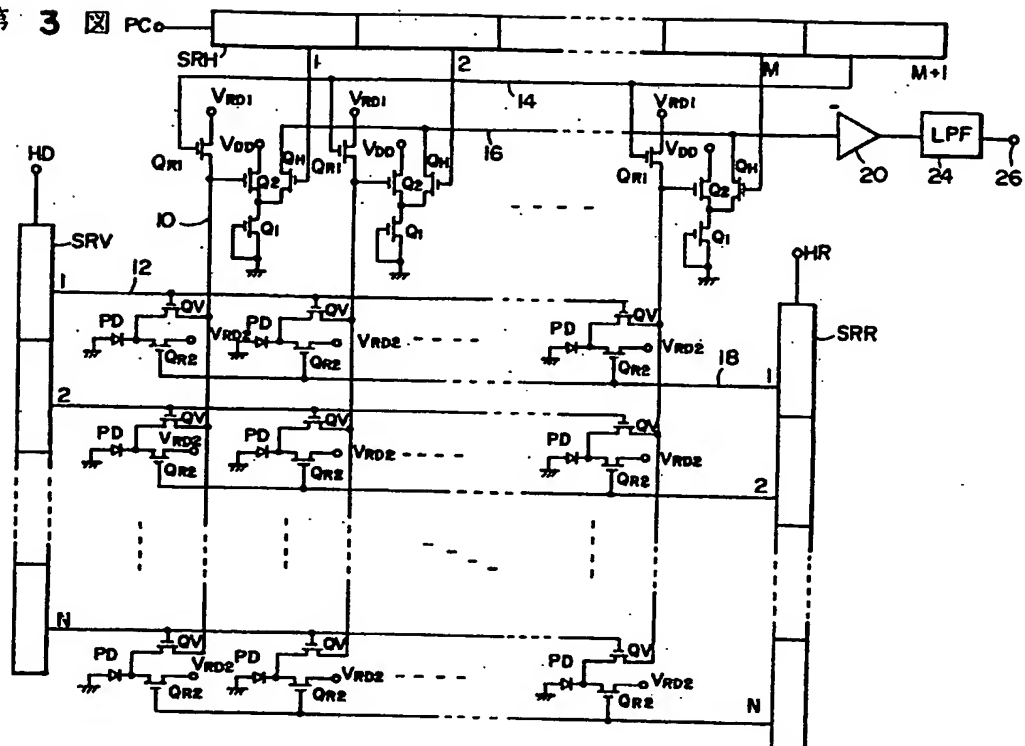 第 3 図
PC
SRH
1
2
M
M+1
14
VRD1
VRD1
VRD1
16
HD
QR1
VDD
QH
QR1
VDD
QH
QR1
VDD
QH
20
LPF
24
26
Q2
Q2
Q2
10
Q1
Q1
Q1
SRV
HR
1
12
QV
QV
QV
SRR
PD
VRD2
PD
VRD2
PD
VRD2
QR2
QR2
QR2
18
1
2
QV
QV
QV
PD
VRD2
PD
VRD2
PD
VRD2
QR2
QR2
QR2
2
N
QV
QV
QV
PD
VRD2
PD
VRD2
PD
VRD2
QR2
QR2
QR2
N